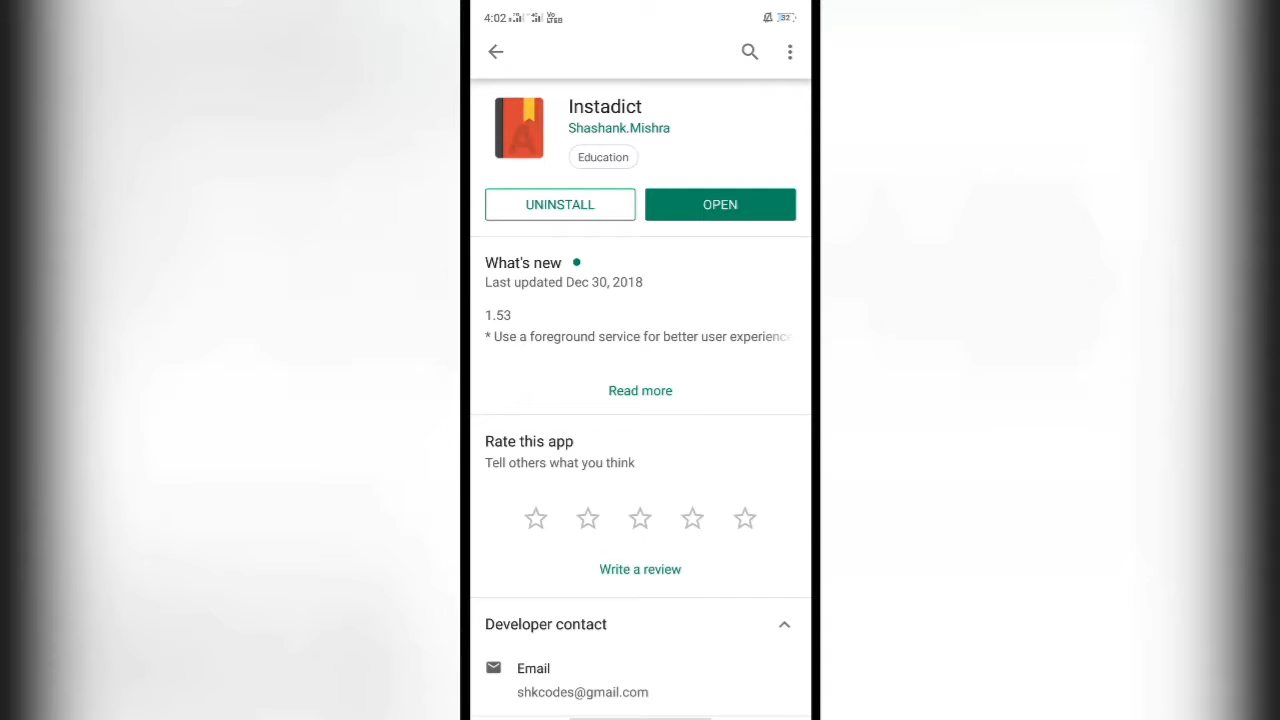 4:02
32
Instadict
Shashank.Mishra
Education
UNINSTALL
OPEN
What's new
Last updated Dec 30, 2018
1.53
* Use a foreground service for better user experience
Read more
Rate this app
Tell others what you think
Write a review
Developer contact
Email
shkcodes@gmail.com